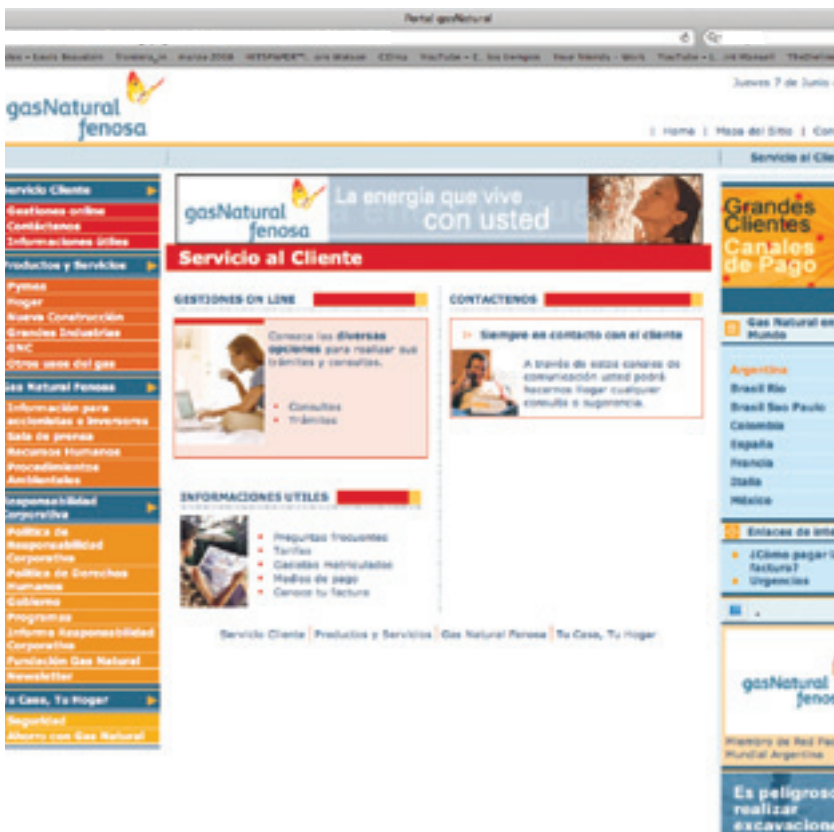 Portal gasNatural
Jueves 7 de Junio
gasNatural
fenosa
| Home | Mapa del Sitio |
Servicio al
Servicio Cliente
Gestiones online
Contáctenos
Informaciones útiles
Productos y Servicios
Pymes
Hogar
Nueva Construcción
Grandes Industrias
GNC
Otros usos del gas
Gas Natural Fenosa
Información para
accionistas e inversores
Sala de prensa
Recursos Humanos
Procedimientos
Ambientales
Responsabilidad
Corporativa
Política de
Responsabilidad
Corporativa
Política de Derechos
Humanos
Gobierno
Programas
Informe Responsabilidad
Corporativa
Fundación Gas Natural
Newsletter
Tu Casa, Tu Hogar
Seguridad
Ahorro con Gas Natural
gasNatural
fenosa
La energía que vive
con usted
Servicio al Cliente
GESTIONES ON LINE
Conozca las diversas
opciones para realizar sus
trámites y consultas.
Consultas
Trámites
CONTACTENOS
Siempre en contacto con el cliente
A través de estos canales de
comunicación usted podrá
hacernos llegar cualquier
consulta o sugerencia.
INFORMACIONES UTILES
Preguntas frecuentes
Tarifas
Gasistas matriculados
Medios de pago
Conoce tu factura
Servicio Cliente | Productos y Servicios | Gas Natural Fenosa | Tu Casa, Tu Hogar
Grandes
Clientes
Canales
de Pago
Gas Natural en
Mundo
Argentina
Brasil Rio
Brasil Sao Paulo
Colombia
España
Francia
Italia
México
Enlaces de
¿Cómo pagar
factura?
Urgencias
gasNatural
Miembro de Red
Mundial Argentina
Es peligroso
realizar